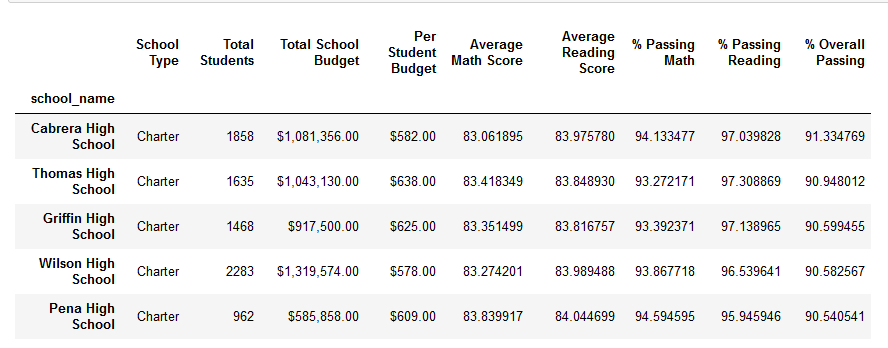 School Type Total Students Total School Budget Per Student Budget Average Math Score Average Reading Score % Passing Math % Passing Reading % Overall Passing
school_name
Cabrera High School Charter 1858 $1,081,356.00 $582.00 83.061895 83.975780 94.133477 97.039828 91.334769
Thomas High School Charter 1635 $1,043,130.00 $638.00 83.418349 83.848930 93.272171 97.308869 90.948012
Griffin High School Charter 1468 $917,500.00 $625.00 83.351499 83.816757 93.392371 97.138965 90.599455
Wilson High School Charter 2283 $1,319,574.00 $578.00 83.274201 83.989488 93.867718 96.539641 90.582567
Pena High School Charter 962 $585,858.00 $609.00 83.839917 84.044699 94.594595 95.945946 90.540541